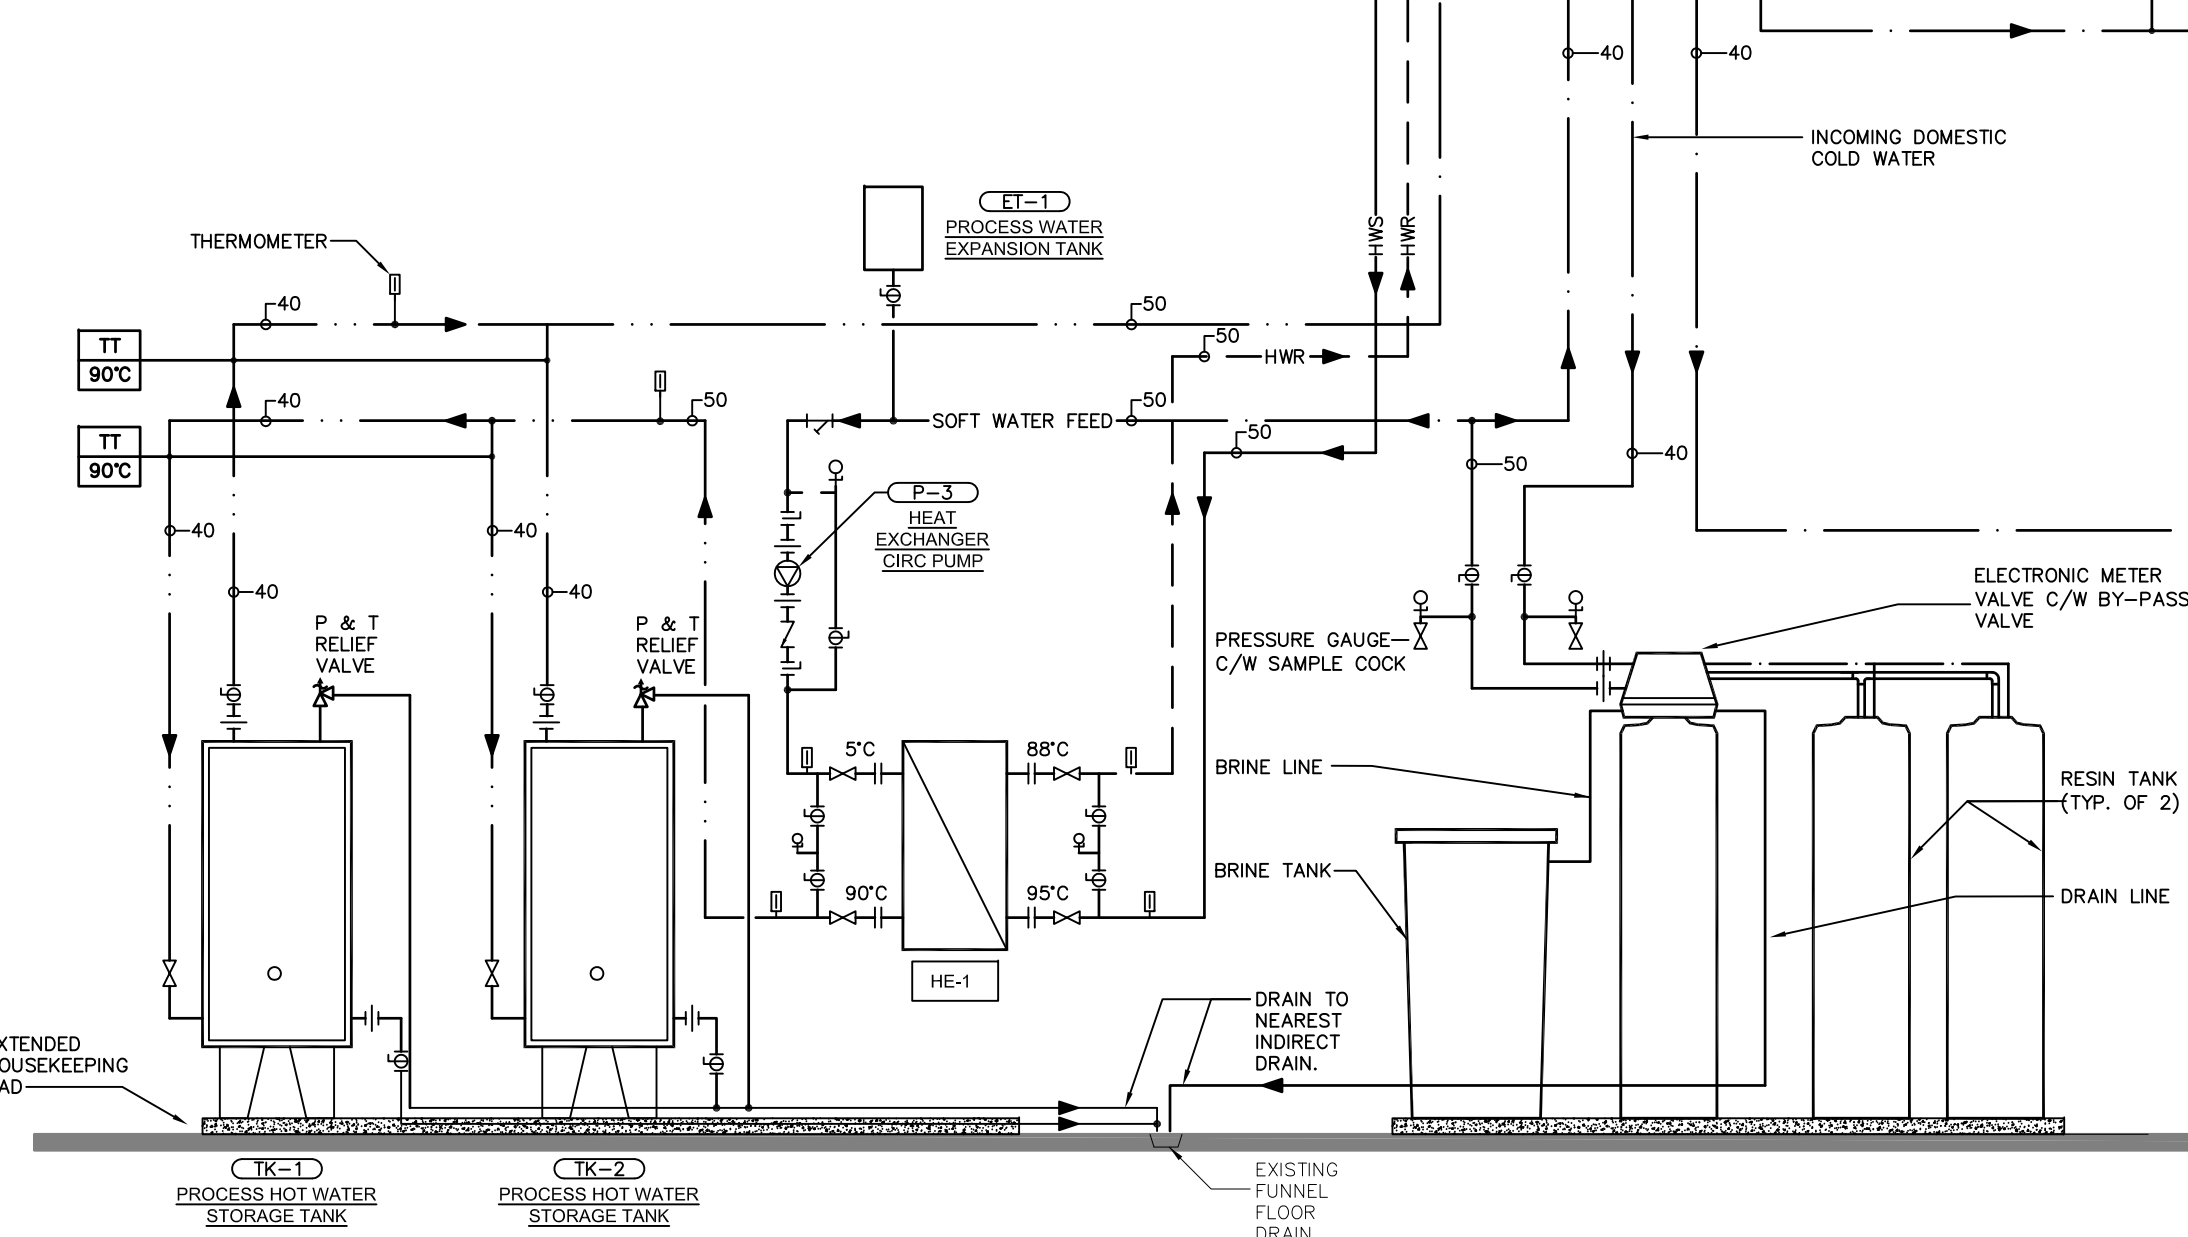 40
40
INCOMING DOMESTIC
COLD WATER
ET-1
PROCESS WATER
EXPANSION TANK
HWS
HWR
THERMOMETER
40
50
TT
90°C
50
HWR
40
50
SOFT WATER FEED
50
50
TT
90°C
40
50
P-3
HEAT
EXCHANGER
CIRC PUMP
40
40
40
40
ELECTRONIC METER
VALVE C/W BY-PASS
VALVE
P & T
RELIEF
VALVE
P & T
RELIEF
VALVE
PRESSURE GAUGE
C/W SAMPLE COCK
5°C
88°C
BRINE LINE
RESIN TANK
(TYP. OF 2)
BRINE TANK
90°C
95°C
DRAIN LINE
HE-1
DRAIN TO
NEAREST
INDIRECT
DRAIN.
XTENDED
OUSEKEEPING
AD
TK-1
PROCESS HOT WATER
STORAGE TANK
TK-2
PROCESS HOT WATER
STORAGE TANK
EXISTING
FUNNEL
FLOOR
DRAIN